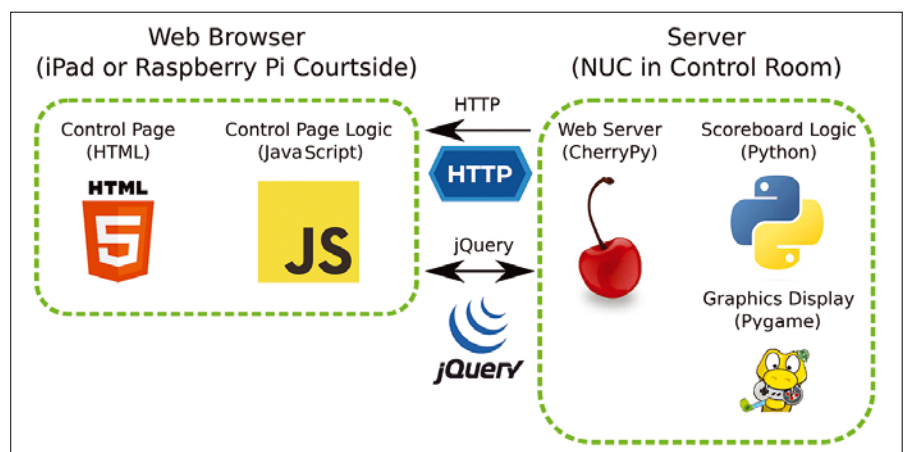 Web Browser
(iPad or Raspberry Pi Courtside)
Control Page
(HTML)
HTML
5
Control Page Logic
(JavaScript)
JS
HTTP
HTTP
jQuery
jQuery
Server
(NUC in Control Room)
Web Server
(CherryPy)
Scoreboard Logic
(Python)
Graphics Display
(Pygame)